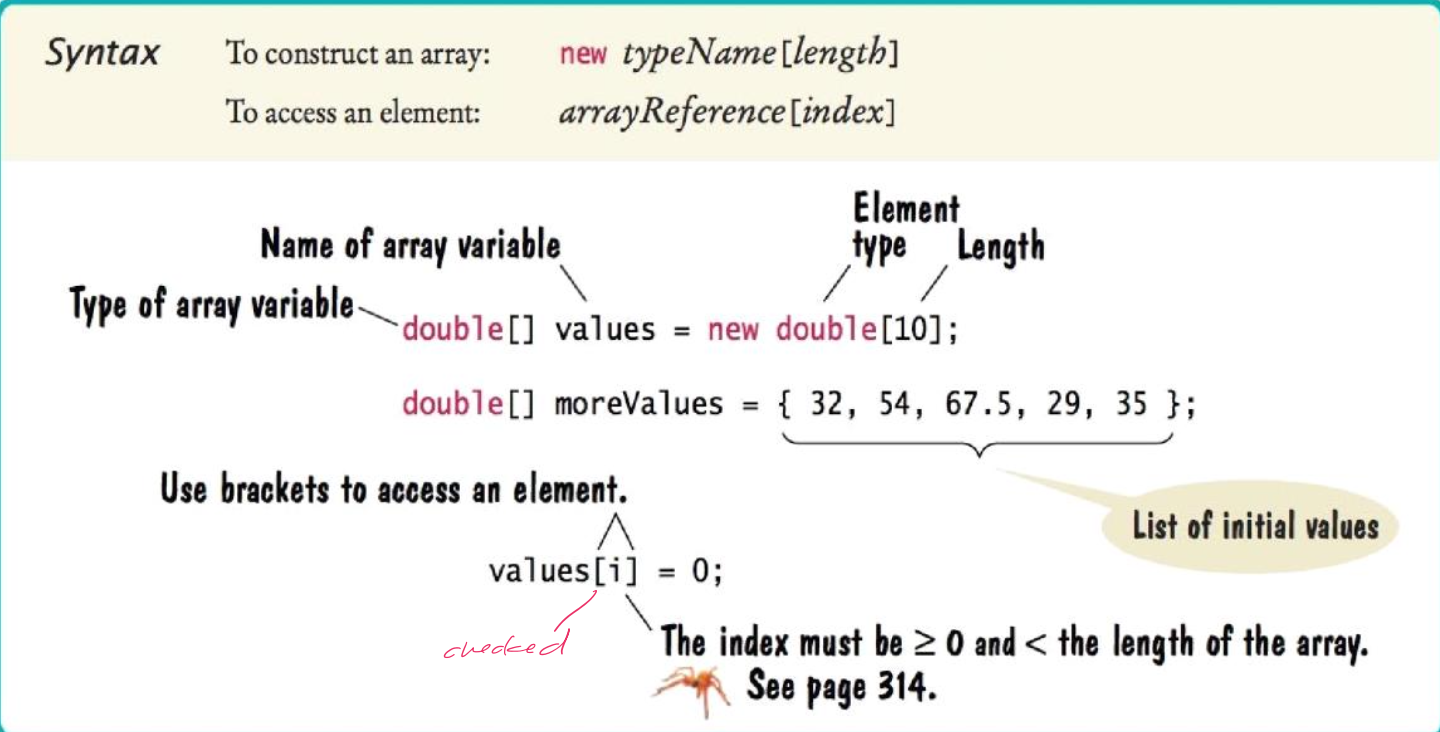 Syntax To construct an array: new typeName[length]
To access an element: arrayReference[index]
Element
type Length
Name of array variable
Type of array variable
double[] values = new double[10];
double[] moreValues = { 32, 54, 67.5, 29, 35 };
Use brackets to access an element.
List of initial values
values[i] = 0;
checked
The index must be ≥ 0 and < the length of the array.
See page 314.